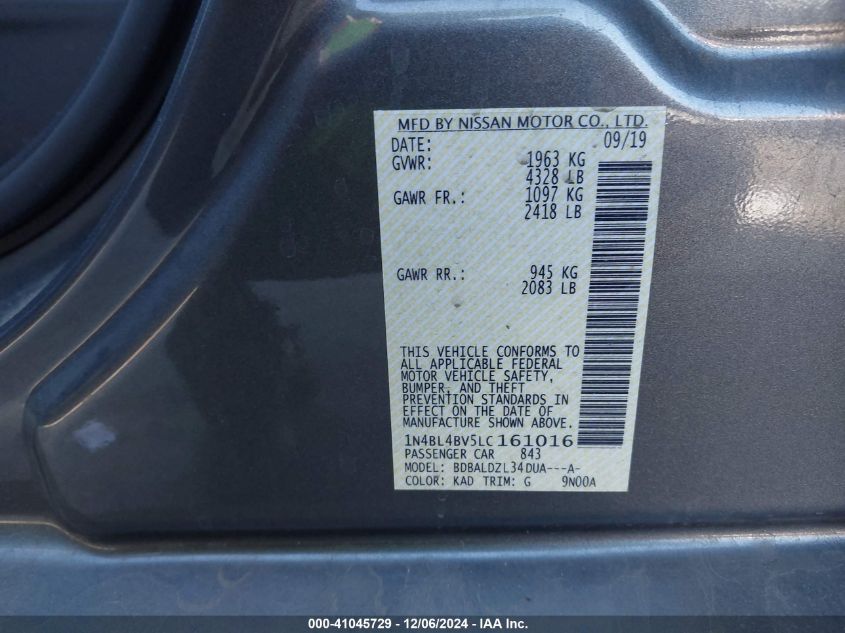 MFD BY NISSAN MOTOR CO., LTD.
DATE: 09/19
GVWR: 1963 KG
4328 LB
GAWR FR.: 1097 KG
2418 LB
GAWR RR.: 945 KG
2083 LB
THIS VEHICLE CONFORMS TO
ALL APPLICABLE FEDERAL
MOTOR VEHICLE SAFETY,
BUMPER, AND THEFT
PREVENTION STANDARDS IN
EFFECT ON THE DATE OF
MANUFACTURE SHOWN ABOVE.
1N4BL4BV5LC161016
PASSENGER CAR 843
MODEL: BDBALDZL34DUA---A-
COLOR: KAD TRIM: G 9N00A
000-41045729 - 12/06/2024 - IAA Inc.